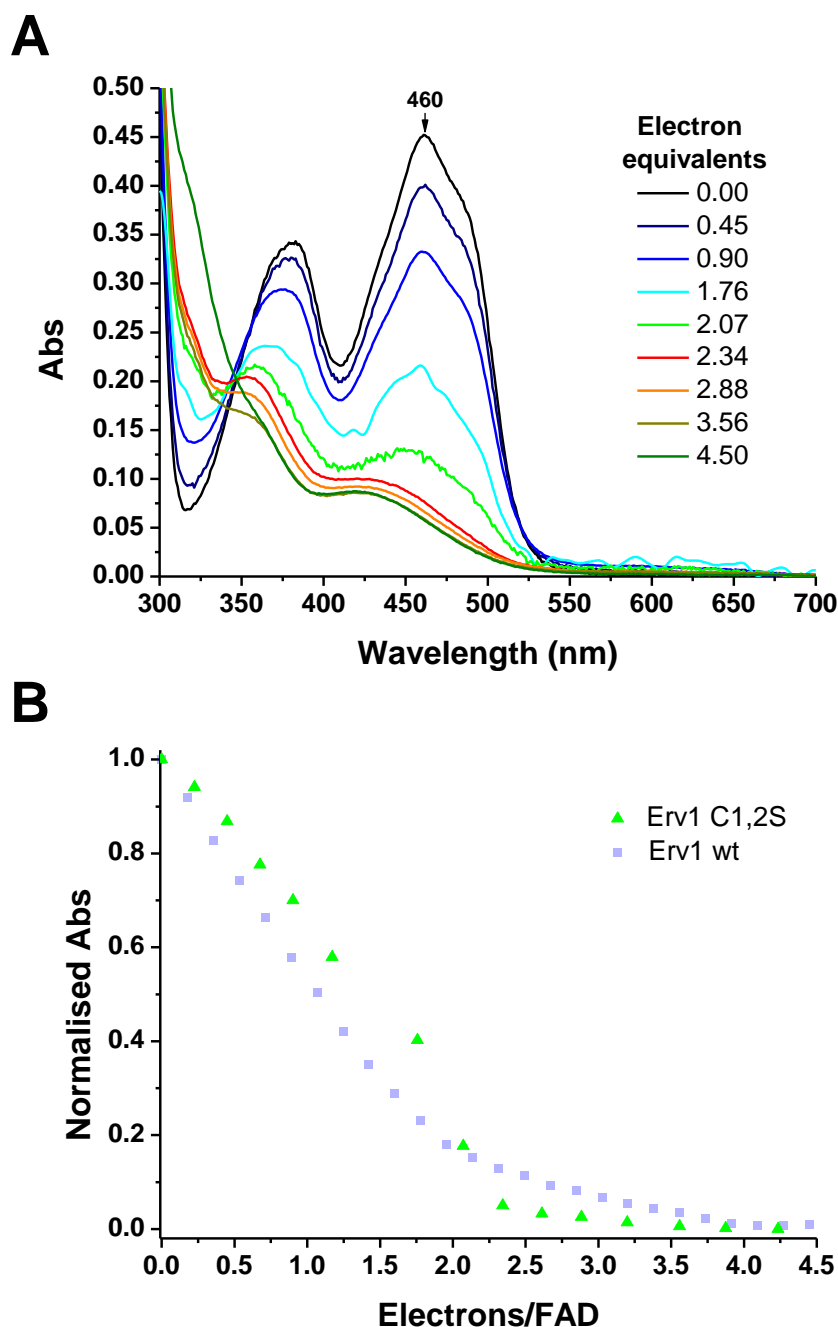 A
460
Electron
equivalents
0.00
0.45
0.90
1.76
2.07
2.34
2.88
3.56
4.50
0.50
0.45
0.40
0.35
0.30
0.25
0.20
0.15
0.10
0.05
0.00
Abs
300 350 400 450 500 550 600 650 700
Wavelength (nm)
B
1.0
0.8
0.6
0.4
0.2
0.0
Normalised Abs
Erv1 C1,2S
Erv1 wt
0.0 0.5 1.0 1.5 2.0 2.5 3.0 3.5 4.0 4.5
Electrons/FAD